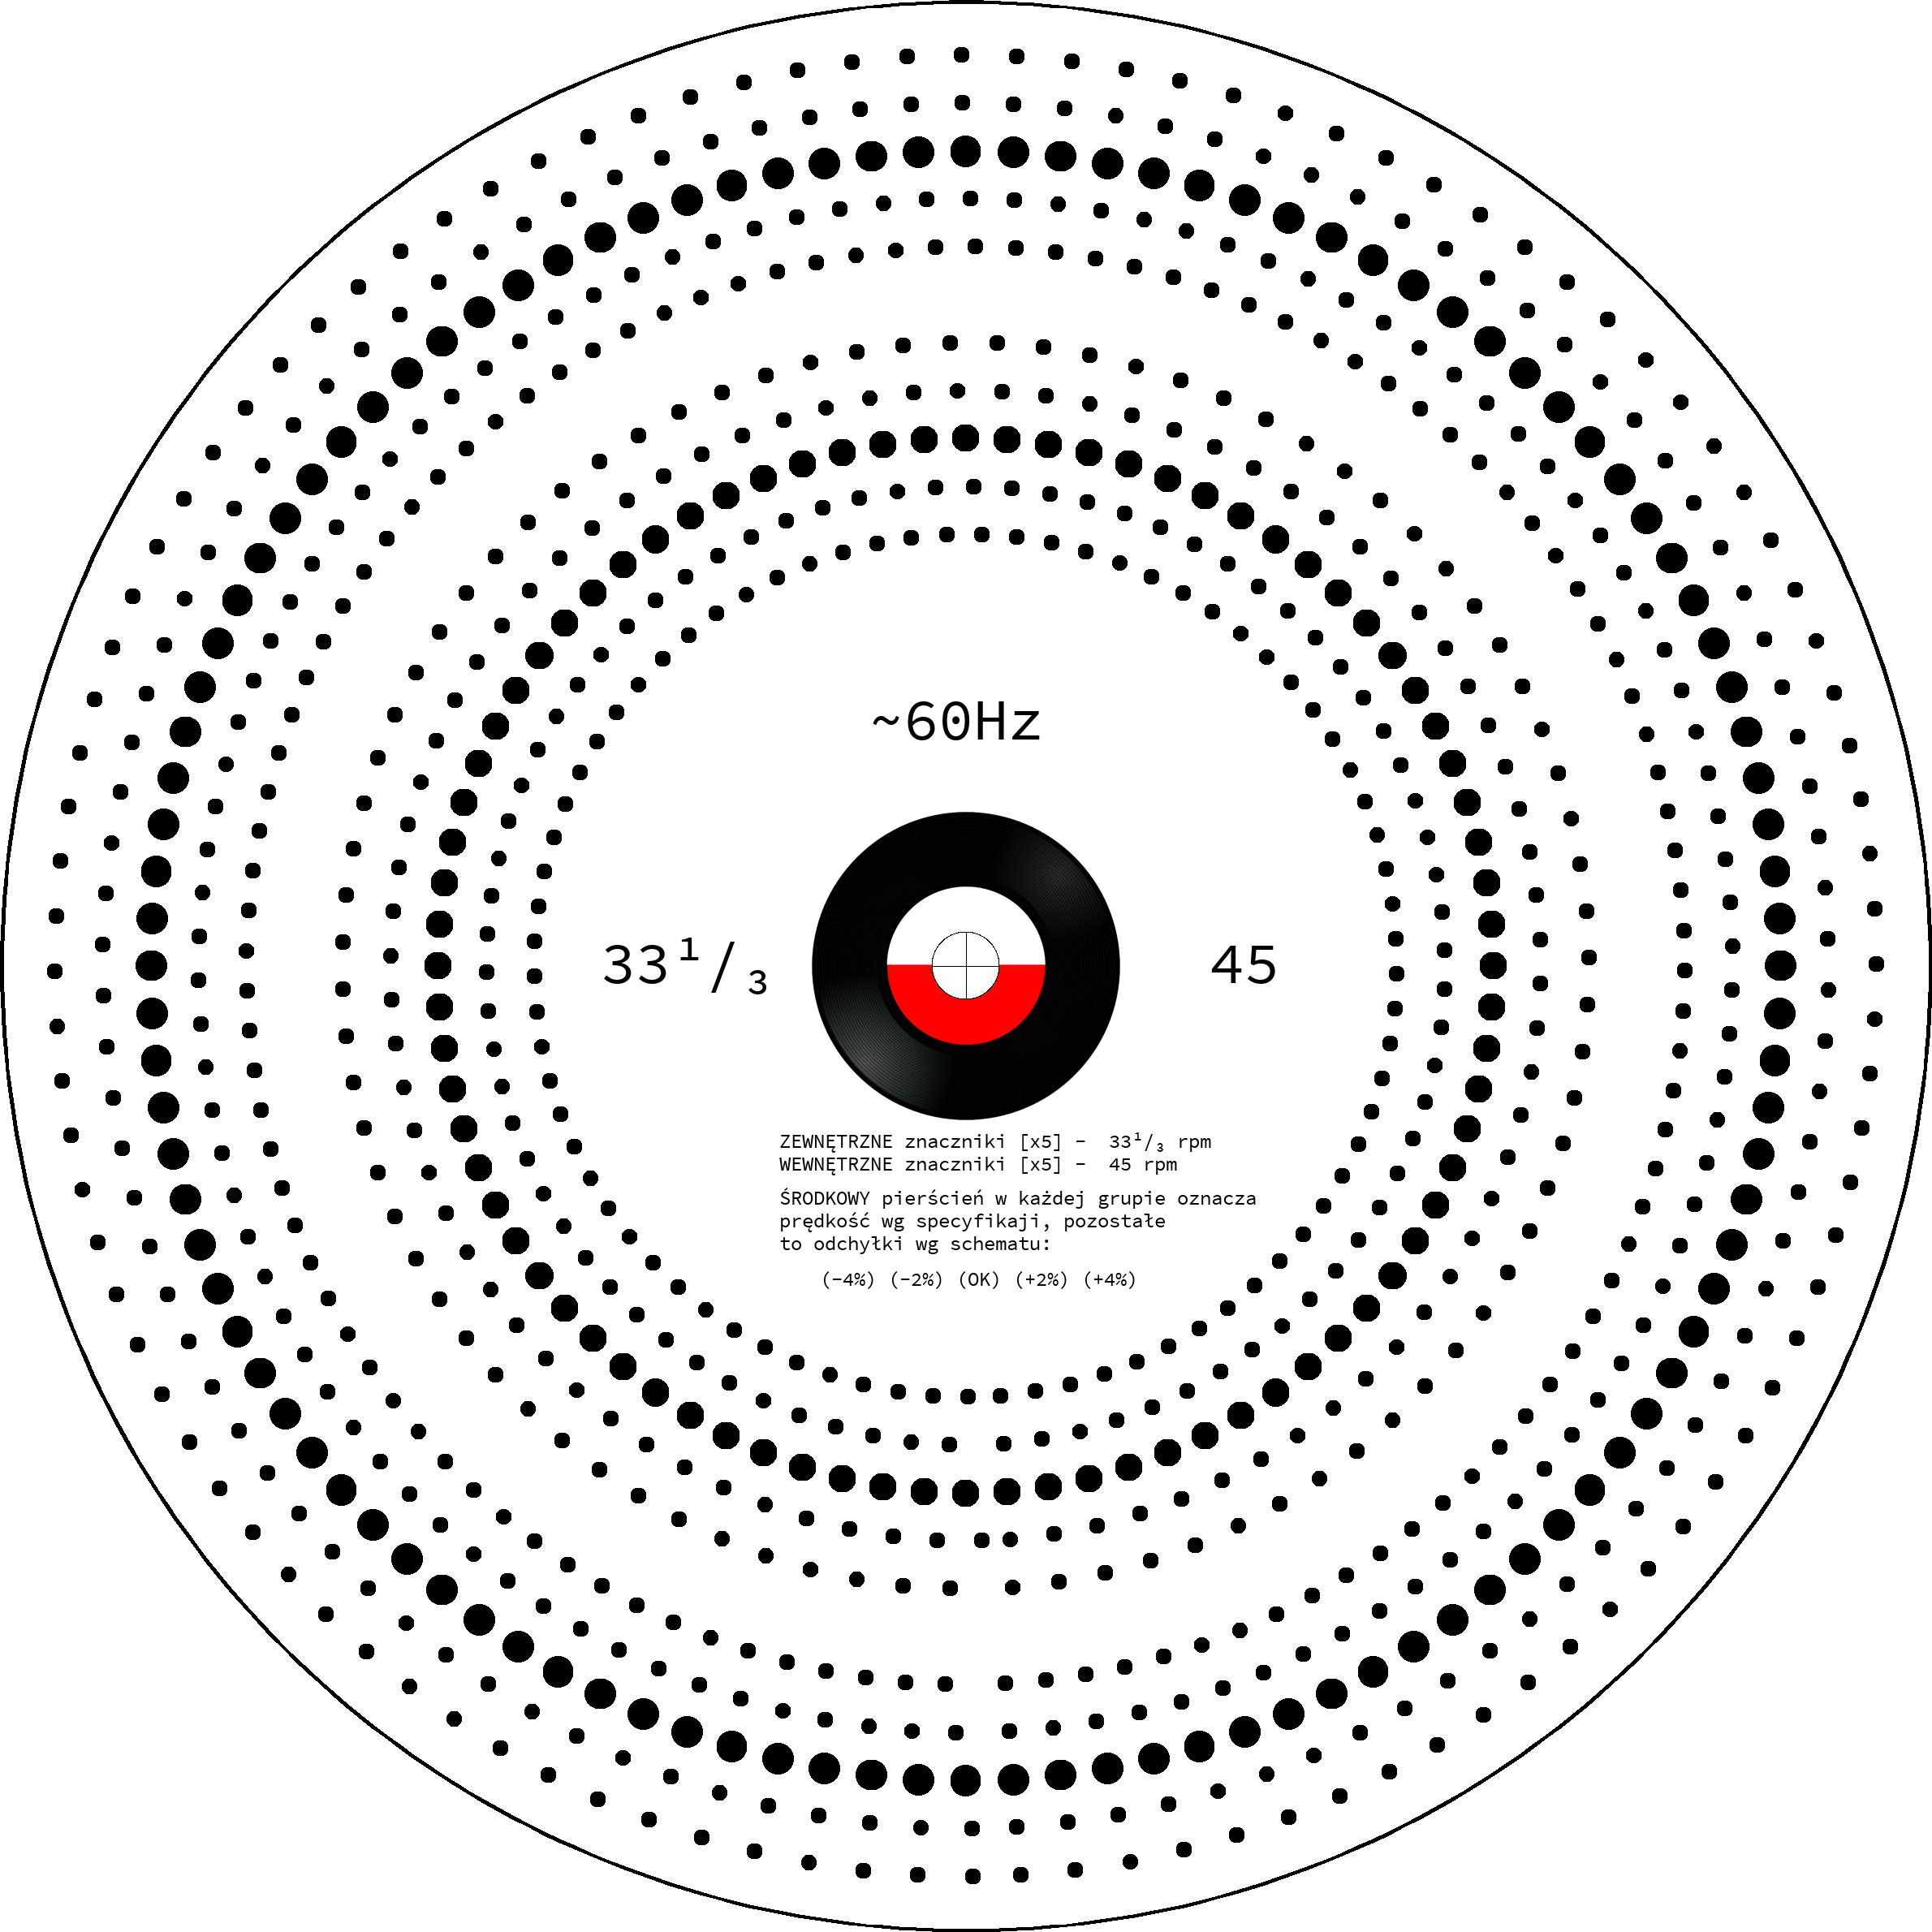 ~60Hz
33¹/₃
45
ZEWNĘTRZNE znaczniki [x5] - 33¹/₃ rpm
WEWNĘTRZNE znaczniki [x5] - 45 rpm
ŚRODKOWY pierścień w każdej grupie oznacza
prędkość wg specyfikaji, pozostałe
to odchyłki wg schematu:
(-4%) (-2%) (OK) (+2%) (+4%)